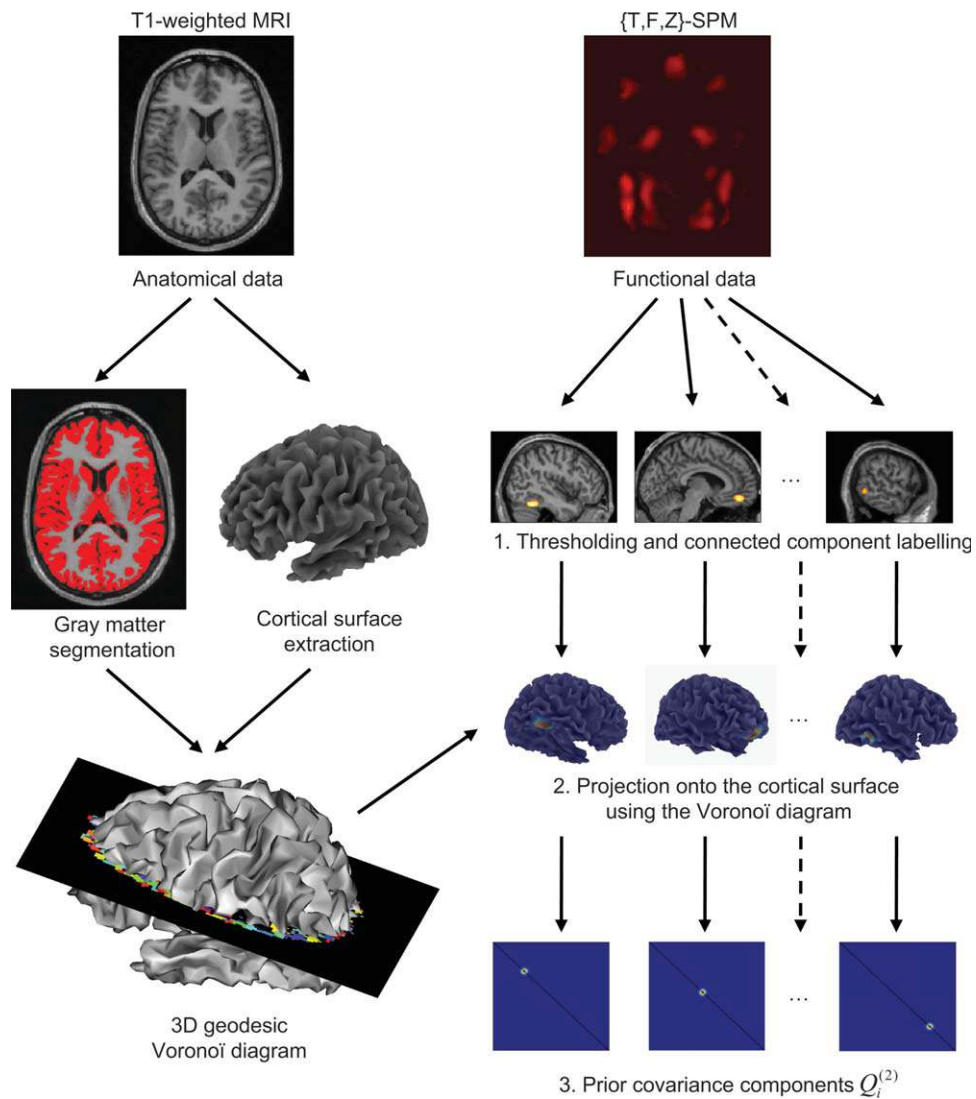 T1-weighted MRI
{T,F,Z}-SPM
Anatomical data
Functional data
...
1. Thresholding and connected component labelling
Gray matter
segmentation
Cortical surface
extraction
...
2. Projection onto the cortical surface
using the Voronoï diagram
3D geodesic
Voronoï diagram
...
3. Prior covariance components Q_i^(2)